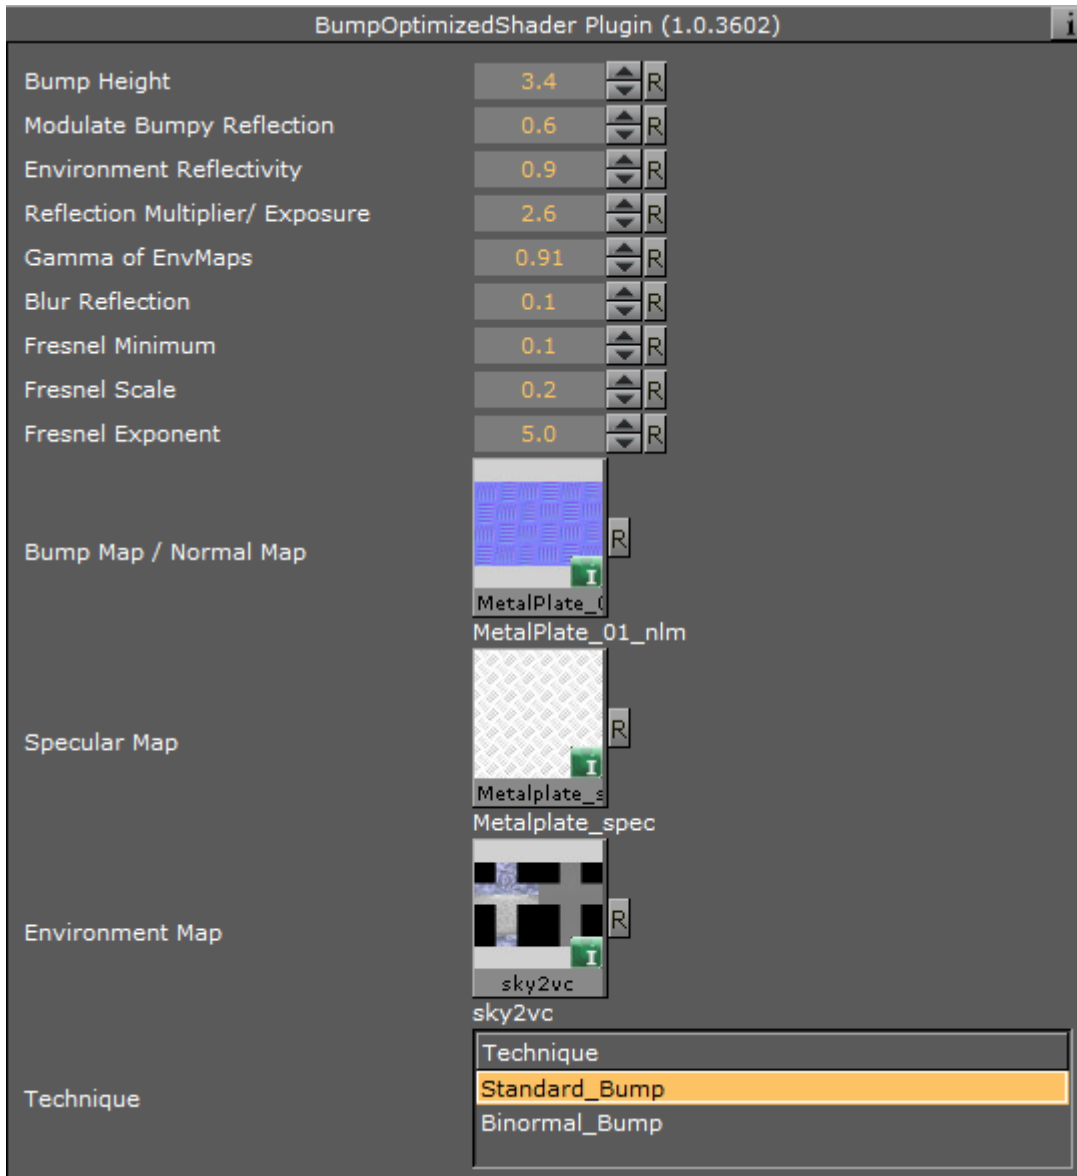 BumpOptimizedShader Plugin (1.0.3602)
i
Bump Height 3.4 R
Modulate Bumpy Reflection 0.6 R
Environment Reflectivity 0.9 R
Reflection Multiplier/ Exposure 2.6 R
Gamma of EnvMaps 0.91 R
Blur Reflection 0.1 R
Fresnel Minimum 0.1 R
Fresnel Scale 0.2 R
Fresnel Exponent 5.0 R
Bump Map / Normal Map R
I
MetalPlate_0
MetalPlate_01_nlm
Specular Map R
I
Metalplate_s
Metalplate_spec
Environment Map R
I
sky2vc
sky2vc
Technique
Technique
Standard_Bump
Binormal_Bump